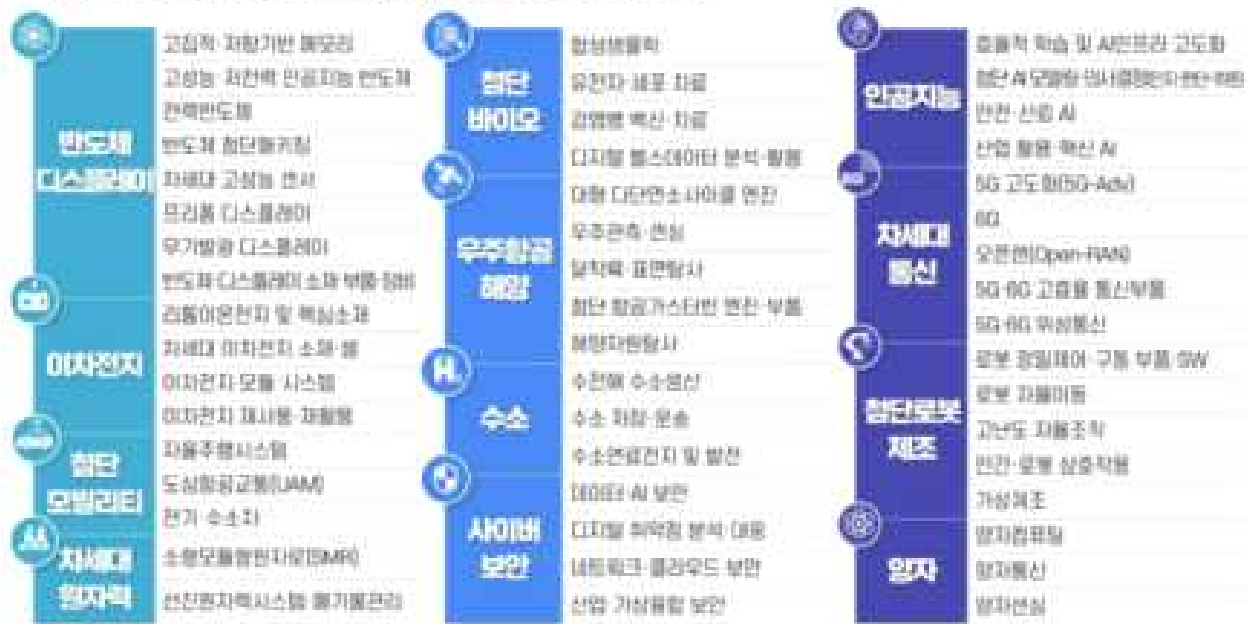 반도체
디스플레이
고집적·저항기반 메모리
고성능·저전력 인공지능 반도체
전력반도체
반도체 첨단패키징
차세대 고성능 센서
프리폼 디스플레이
무기발광 디스플레이
반도체·디스플레이 소재·부품·장비
이차전지
리튬이온전지 및 핵심소재
차세대 이차전지 소재·셀
이차전지 모듈·시스템
이차전지 재사용·재활용
첨단
모빌리티
자율주행시스템
도심항공교통(UAM)
전기·수소차
차세대
원자력
소형모듈형원자로(SMR)
선진원자력시스템·폐기물관리
첨단
바이오
합성생물학
유전자·세포 치료
감염병 백신·치료
디지털 헬스데이터 분석·활용
우주항공
해양
대형 다단연소사이클 엔진
우주관측·센싱
달착륙·표면탐사
첨단 항공가스터빈 엔진·부품
해양자원탐사
수소
수전해 수소생산
수소 저장·운송
수소연료전지 및 발전
사이버
보안
데이터·AI 보안
디지털 취약점 분석·대응
네트워크·클라우드 보안
산업·가상융합 보안
인공지능
효율적 학습 및 AI인프라 고도화
첨단 AI 모델링·의사결정
안전·신뢰 AI
산업 활용·혁신 AI
차세대
통신
5G 고도화(5G-Adv)
6G
오픈랜(Open-RAN)
5G·6G 고효율 통신부품
5G·6G 위성통신
첨단로봇
제조
로봇 정밀제어·구동 부품·SW
로봇 자율이동
고난도 자율조작
인간·로봇 상호작용
가상제조
양자
양자컴퓨팅
양자통신
양자센싱